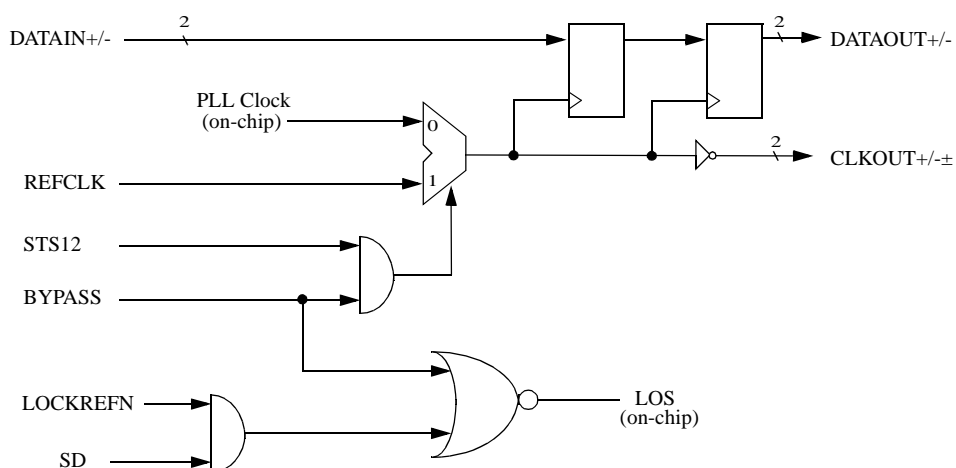 2 2
DATAIN+/- DATAOUT+/-
PLL Clock
(on-chip)
0
2
CLKOUT+/-±
REFCLK 1
STS12
BYPASS
LOCKREFN
LOS
(on-chip)
SD